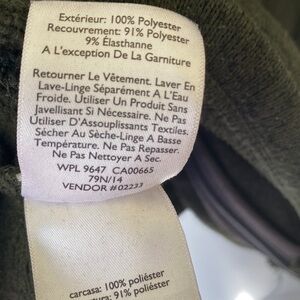 Extérieur: 100% Polyester
Recouvrement: 91% Polyester
9% Élasthanne
A L'exception De La Garniture
Retourner Le Vêtement. Laver En
Lave-Linge Séparément A L'Eau
Froide. Utiliser Un Produit Sans
Javellisant Si Nécessaire. Ne Pas
Utiliser D'Assouplissants Textiles.
Sécher Au Sèche-Linge A Basse
Température. Ne Pas Repasser.
Ne Pas Nettoyer A Sec.
WPL 9647 CA00665
79N/14
VENDOR #02233
carcasa: 100% poliéster
91% poliéster